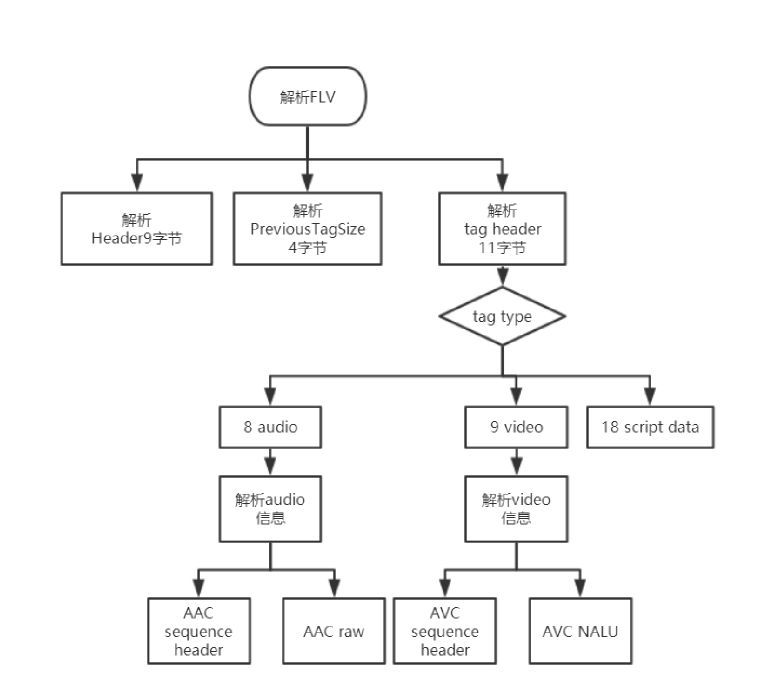 解析FLV
解析
Header9字节
解析
PreviousTagSize
4字节
解析
tag header
11字节
tag type
8 audio
9 video
18 script data
解析audio
信息
解析video
信息
AAC
sequence
header
AAC raw
AVC
sequence
header
AVC NALU